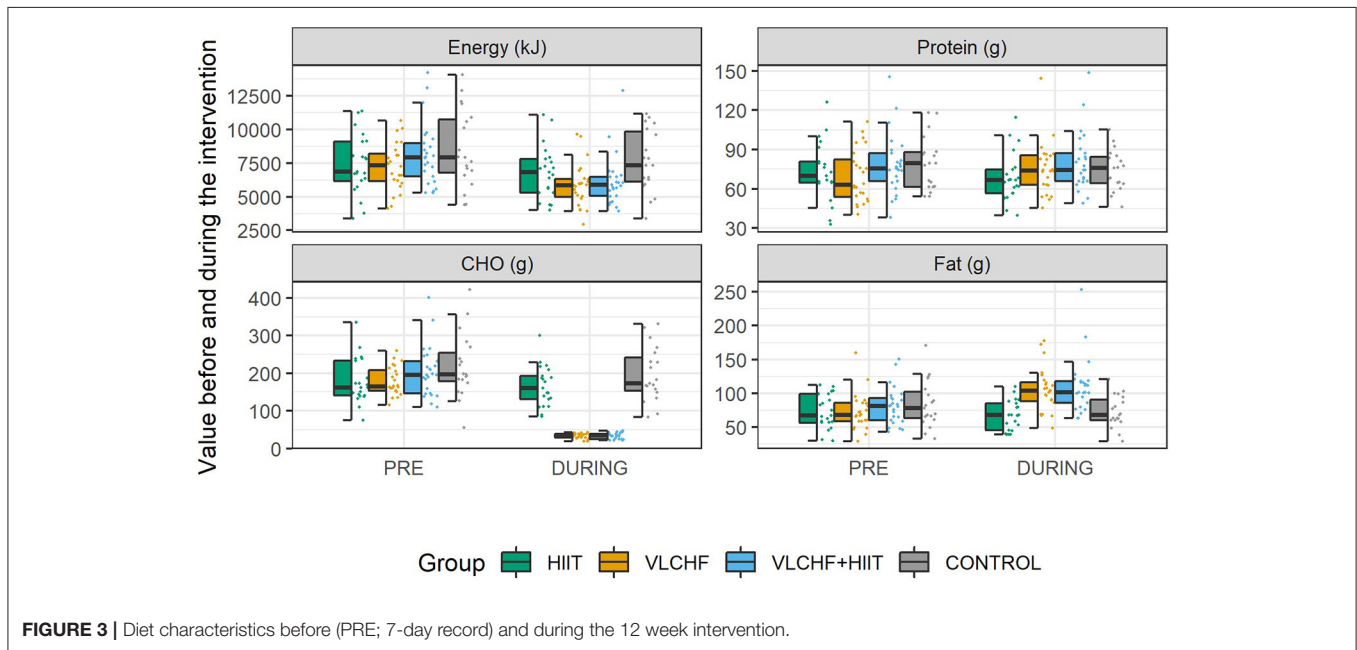 Value before and during the intervention
Energy (kJ)
12500
10000
7500
5000
2500
Protein (g)
150
120
90
60
30
CHO (g)
400
300
200
100
0
PRE
DURING
Fat (g)
250
200
150
100
50
PRE
DURING
Group HIIT VLCHF VLCHF+HIIT CONTROL
FIGURE 3 | Diet characteristics before (PRE; 7-day record) and during the 12 week intervention.